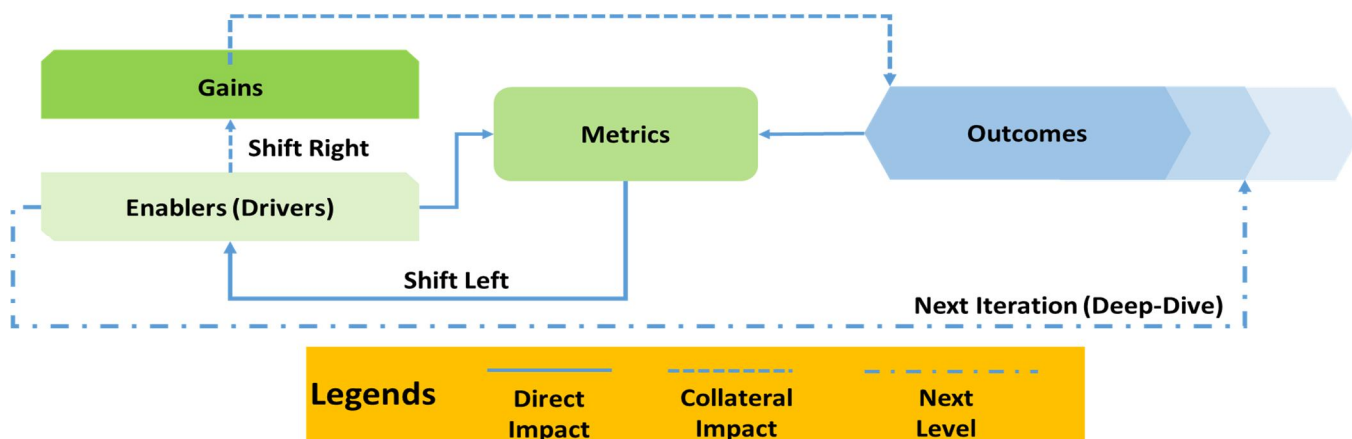 Gains
Shift Right
Metrics
Outcomes
Enablers (Drivers)
Shift Left
Next Iteration (Deep-Dive)
Legends
Direct
Impact
Collateral
Impact
Next
Level